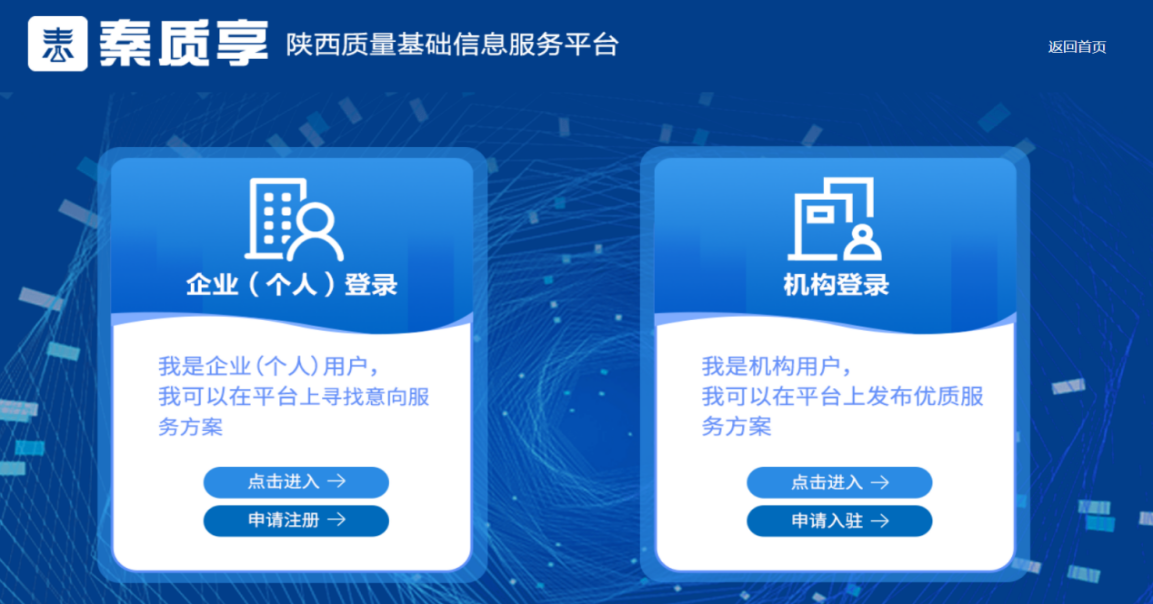 秦质享 陕西质量基础信息服务平台
返回首页
企业（个人）登录
我是企业(个人)用户，
我可以在平台上寻找意向服
务方案
点击进入 →
申请注册 →
机构登录
我是机构用户，
我可以在平台上发布优质服
务方案
点击进入 →
申请入驻 →